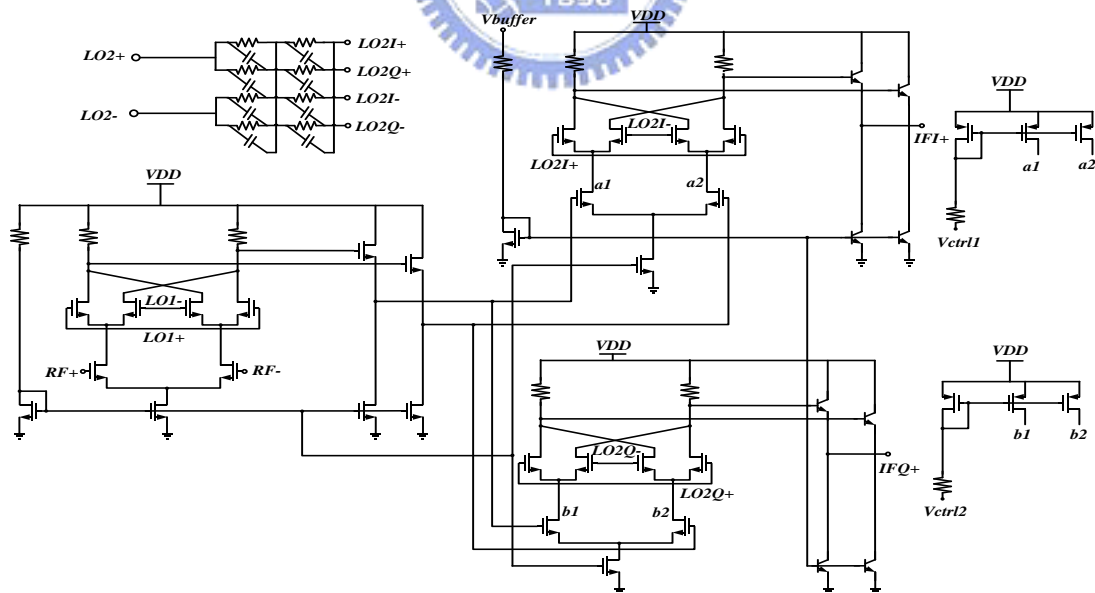 1896
Vbuffer
VDD
LO2+
LO2I+
LO2Q+
LO2I-
LO2-
LO2Q-
LO2I-
LO2I+
IFI+
VDD
a1
a2
a1
a2
Vctrl1
VDD
LO1-
LO1+
RF+
RF-
VDD
LO2Q-
LO2Q+
IFQ+
b1
b2
VDD
b1
b2
Vctrl2